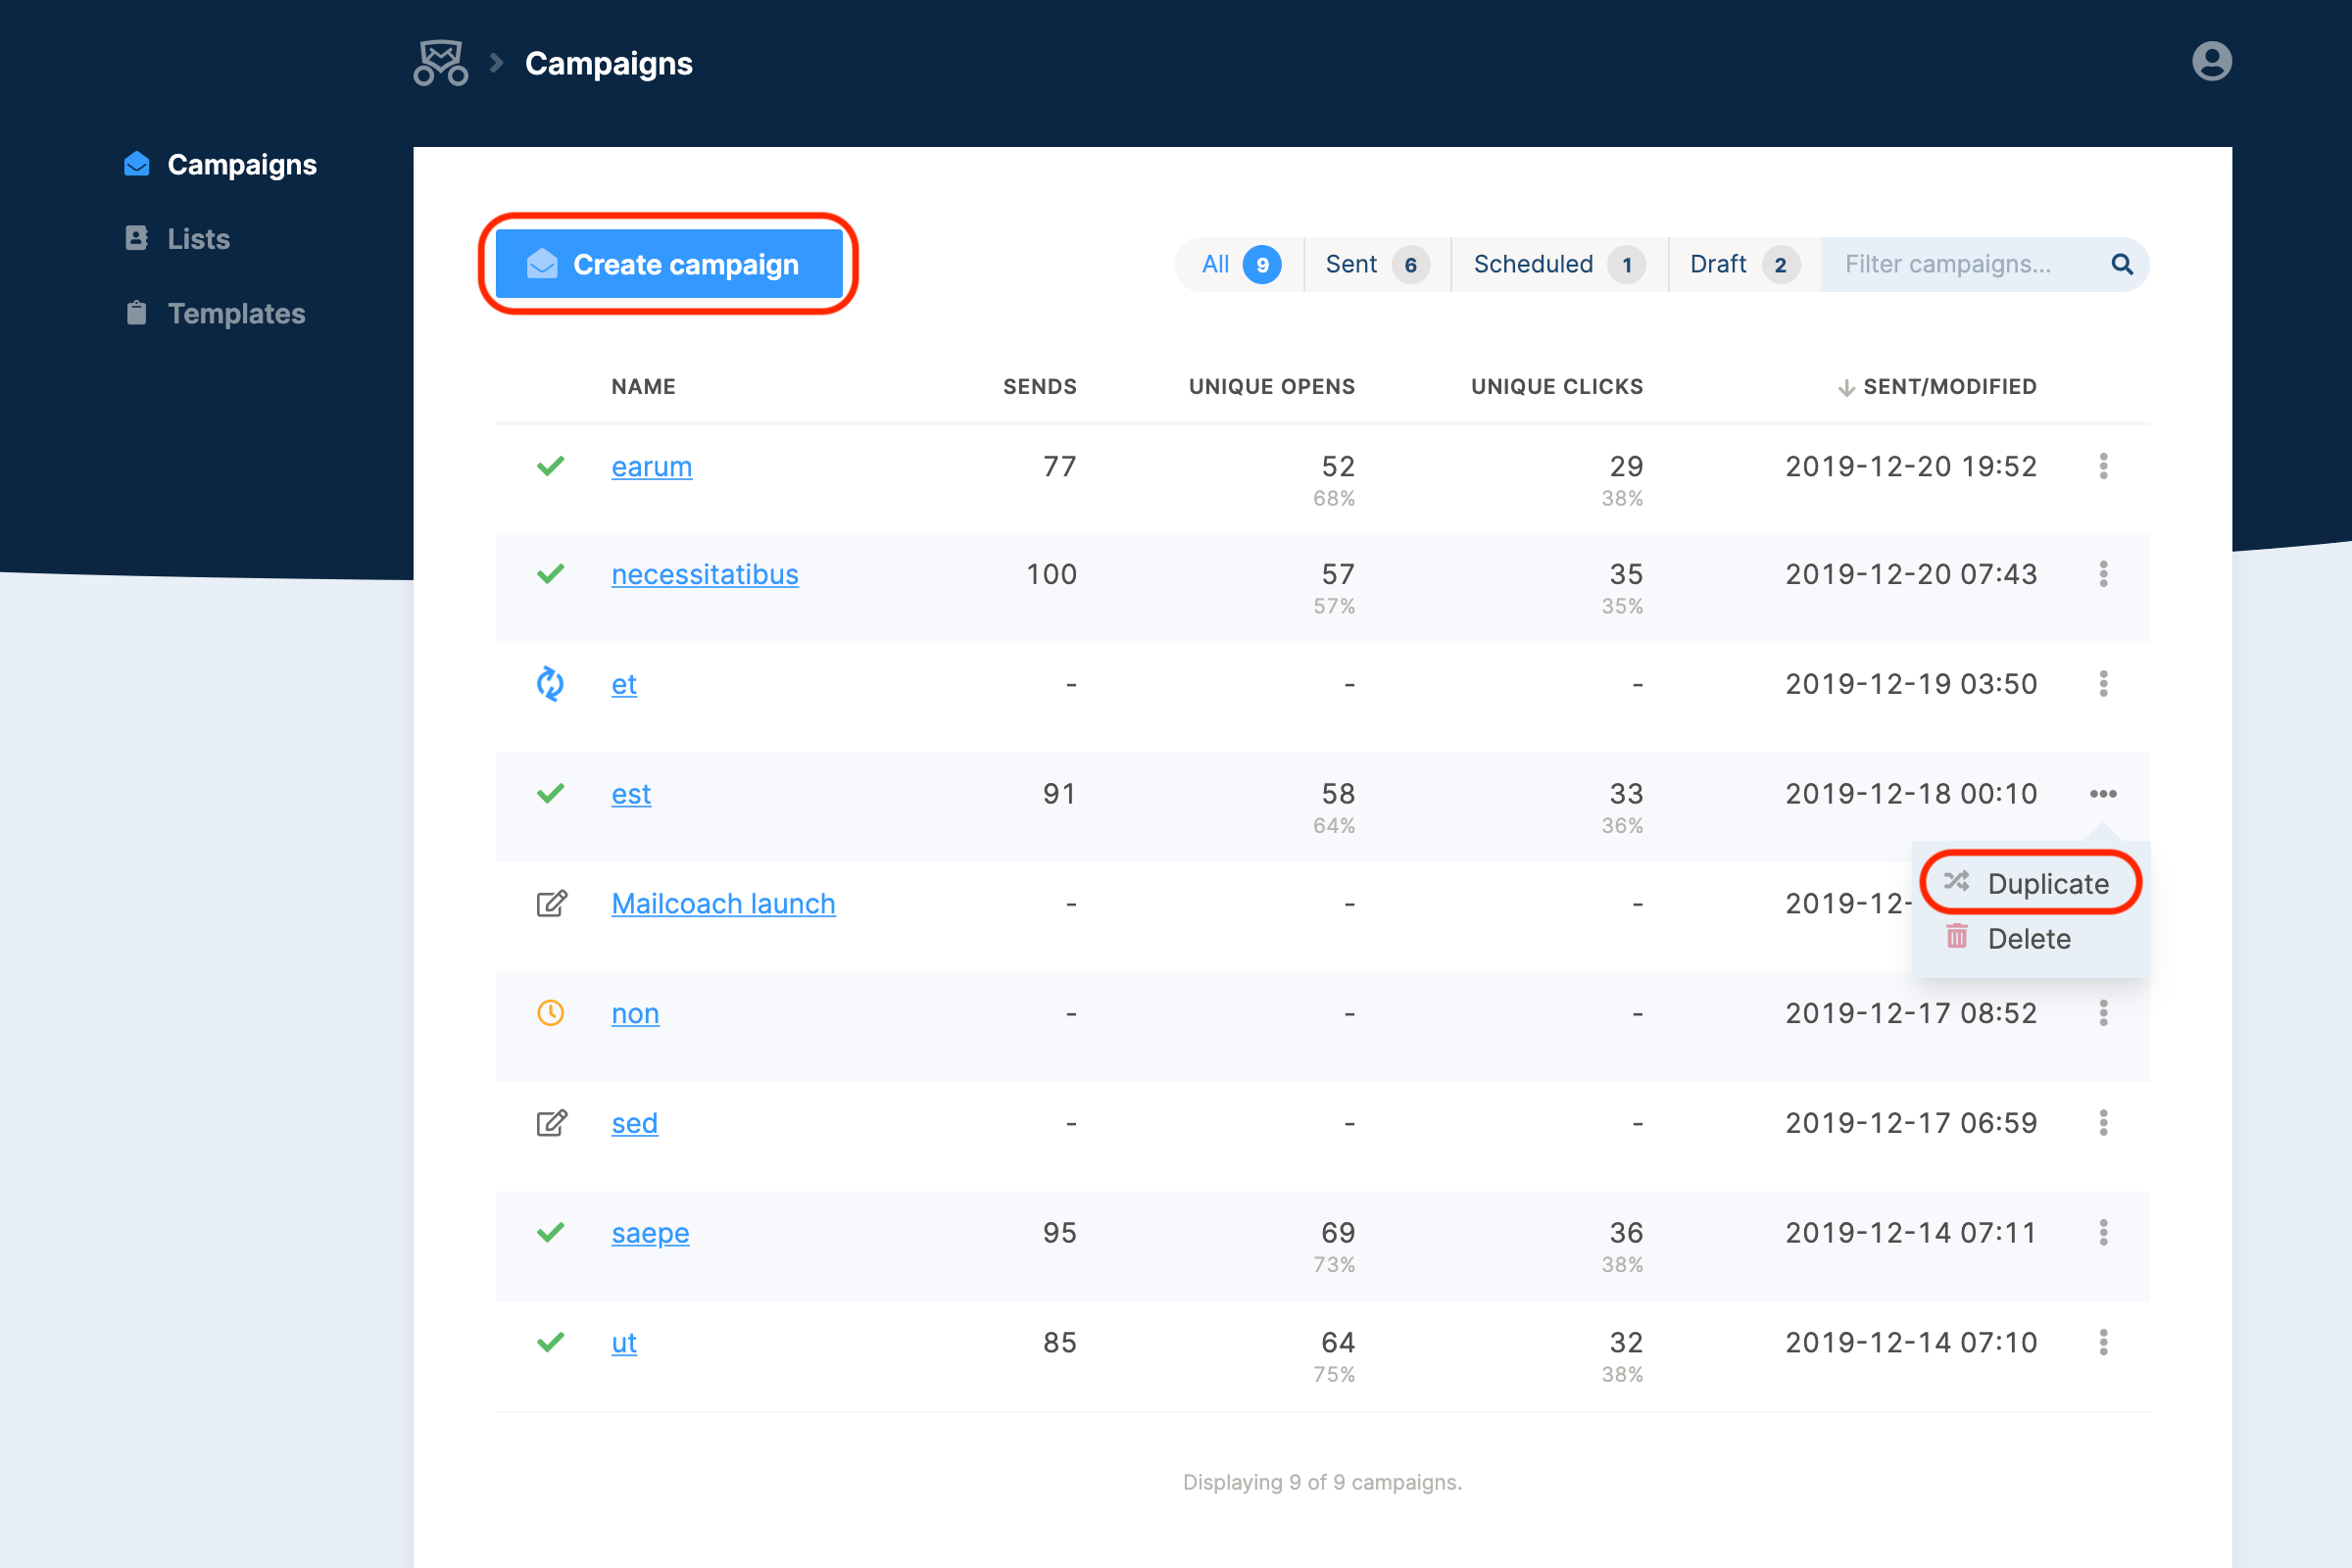 Campaigns
Campaigns
Lists
Templates
Create campaign
All 9 Sent 6 Scheduled 1 Draft 2 Filter campaigns...
NAME SENDS UNIQUE OPENS UNIQUE CLICKS SENT/MODIFIED
earum 77 52 29 2019-12-20 19:52
68% 38%
necessitatibus 100 57 35 2019-12-20 07:43
57% 35%
et - - - 2019-12-19 03:50
est 91 58 33 2019-12-18 00:10
64% 36%
Duplicate
Mailcoach launch - - - 2019-12-
Delete
non - - - 2019-12-17 08:52
sed - - - 2019-12-17 06:59
saepe 95 69 36 2019-12-14 07:11
73% 38%
ut 85 64 32 2019-12-14 07:10
75% 38%
Displaying 9 of 9 campaigns.